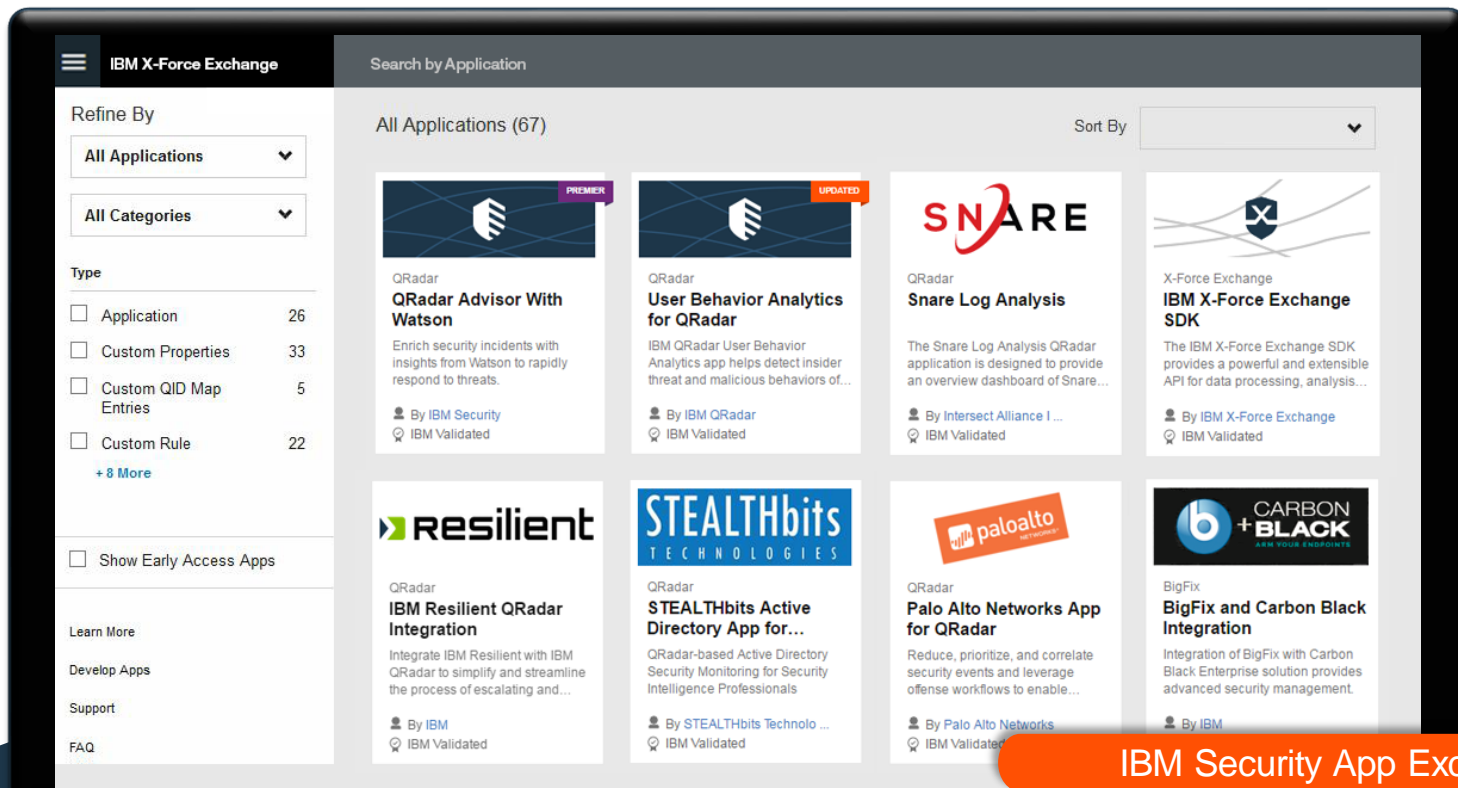 IBM X-Force Exchange
Search by Application
Refine By
All Applications
All Categories
Type
Application 26
Custom Properties 33
Custom QID Map 5
Entries
Custom Rule 22
+ 8 More
Show Early Access Apps
Learn More
Develop Apps
Support
FAQ
All Applications (67)
Sort By
PREMIER
QRadar
QRadar Advisor With
Watson
Enrich security incidents with
insights from Watson to rapidly
respond to threats.
By IBM Security
IBM Validated
UPDATED
QRadar
User Behavior Analytics
for QRadar
IBM QRadar User Behavior
Analytics app helps detect insider
threat and malicious behaviors of...
By IBM QRadar
IBM Validated
SNARE
QRadar
Snare Log Analysis
The Snare Log Analysis QRadar
application is designed to provide
an overview dashboard of Snare...
By Intersect Alliance I ...
IBM Validated
X
X-Force Exchange
IBM X-Force Exchange
SDK
The IBM X-Force Exchange SDK
provides a powerful and extensible
API for data processing, analysis...
By IBM X-Force Exchange
IBM Validated
Resilient
QRadar
IBM Resilient QRadar
Integration
Integrate IBM Resilient with IBM
QRadar to simplify and streamline
the process of escalating and...
By IBM
IBM Validated
STEALTHbits
TECHNOLOGIES
QRadar
STEALTHbits Active
Directory App for...
QRadar-based Active Directory
Security Monitoring for Security
Intelligence Professionals
By STEALTHbits Technolo ...
IBM Validated
paloalto
NETWORKS
QRadar
Palo Alto Networks App
for QRadar
Reduce, prioritize, and correlate
security events and leverage
offense workflows to enable...
By Palo Alto Networks
IBM Validated
b + CARBON
BLACK
ARM YOUR ENDPOINTS
BigFix
BigFix and Carbon Black
Integration
Integration of BigFix with Carbon
Black Enterprise solution provides
advanced security management.
By IBM
IBM Security App Exc